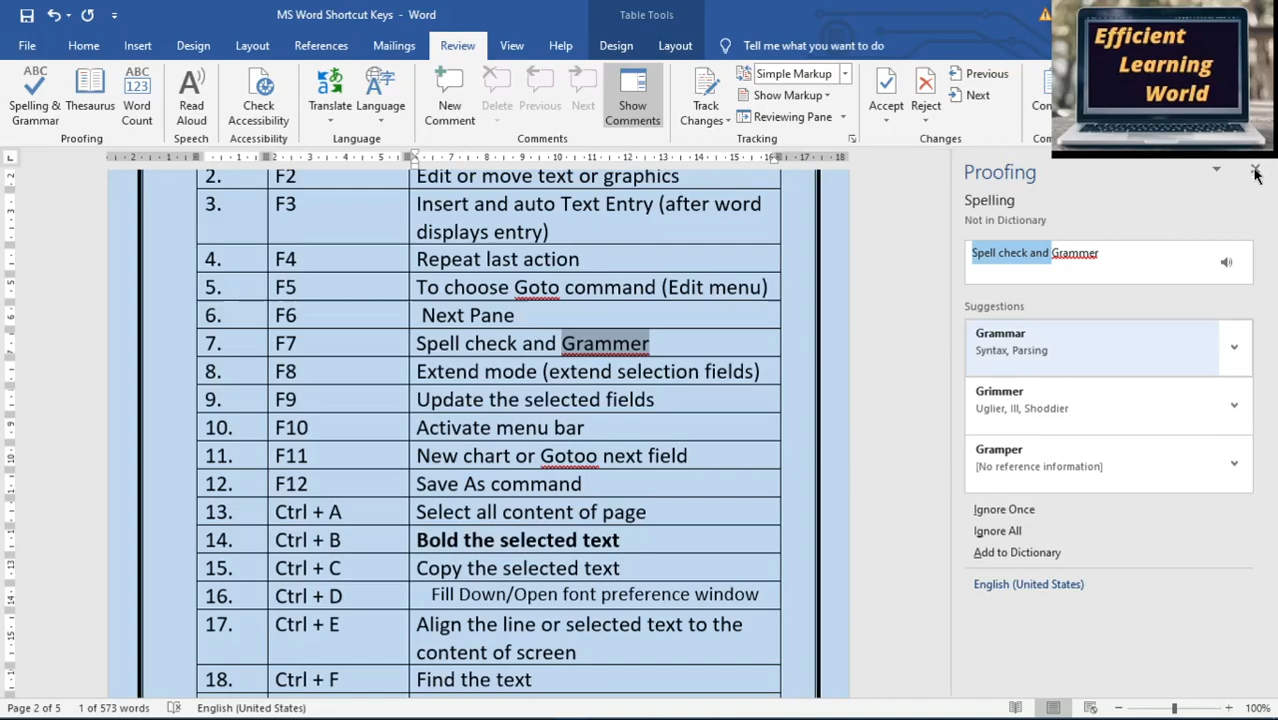 MS Word Shortcut Keys - Word
Table Tools
File Home Insert Design Layout References Mailings Review View Help Design Layout Tell me what you want to do
Efficient
Learning
World
Spelling &
Grammar
Thesaurus
Word
Count
Read
Aloud
Check
Accessibility
Translate
Language
New
Comment
Delete
Previous
Next
Show
Comments
Track
Changes
Simple Markup
Show Markup
Reviewing Pane
Accept
Reject
Previous
Next
Proofing
Speech
Accessibility
Language
Comments
Tracking
Changes
2. F2 Edit or move text or graphics
3. F3 Insert and auto Text Entry (after word
displays entry)
4. F4 Repeat last action
5. F5 To choose Goto command (Edit menu)
6. F6 Next Pane
7. F7 Spell check and Grammer
8. F8 Extend mode (extend selection fields)
9. F9 Update the selected fields
10. F10 Activate menu bar
11. F11 New chart or Gotoo next field
12. F12 Save As command
13. Ctrl + A Select all content of page
14. Ctrl + B Bold the selected text
15. Ctrl + C Copy the selected text
16. Ctrl + D Fill Down/Open font preference window
17. Ctrl + E Align the line or selected text to the
content of screen
18. Ctrl + F Find the text
Proofing
Spelling
Not in Dictionary
Spell check and Grammer
Suggestions
Grammar
Syntax, Parsing
Grimmer
Uglier, Ill, Shoddier
Gramper
[No reference information]
Ignore Once
Ignore All
Add to Dictionary
English (United States)
Page 2 of 5 1 of 573 words English (United States) 100%